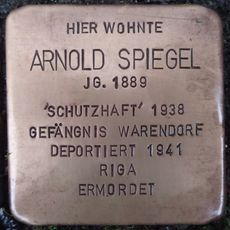 HIER WOHNTE
ARNOLD SPIEGEL
JG. 1889
'SCHUTZHAFT' 1938
GEFÄNGNIS WARENDORF
DEPORTIERT 1941
RIGA
ERMORDET